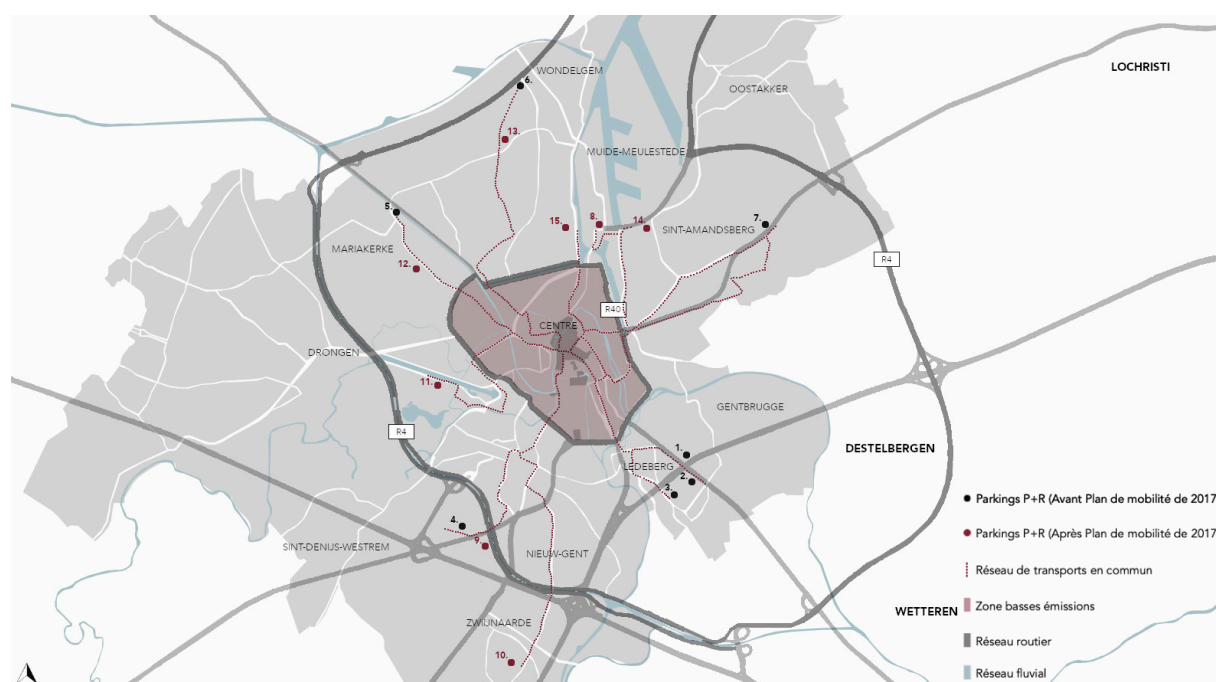 LOCHRISTI
WONDELGEM
6.
OOSTAKKER
13.
MUIDE-MEULESTEDE
5.
15.
8.
14.
7.
SINT-AMANDSBERG
MARIAKERKE
12.
R4
R40
CENTRE
DRONGEN
11.
GENTBRUGGE
R4
DESTELBERGEN
1.
LEDEBERG
2.
3.
Parkings P+R (Avant Plan de mobilité de 2017
4.
Parkings P+R (Après Plan de mobilité de 2017
SINT-DENIJS-WESTREM
9.
NIEUW-GENT
Réseau de transports en commun
WETTEREN
Zone basses émissions
ZWIJNAARDE
Réseau routier
10.
Réseau fluvial